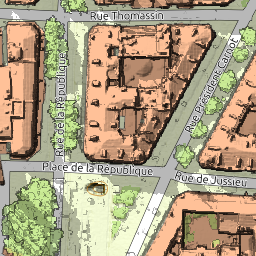 Rue Thomassin
Rue de la République
Rue Président Carnot
Place de la République
Rue de Jussieu